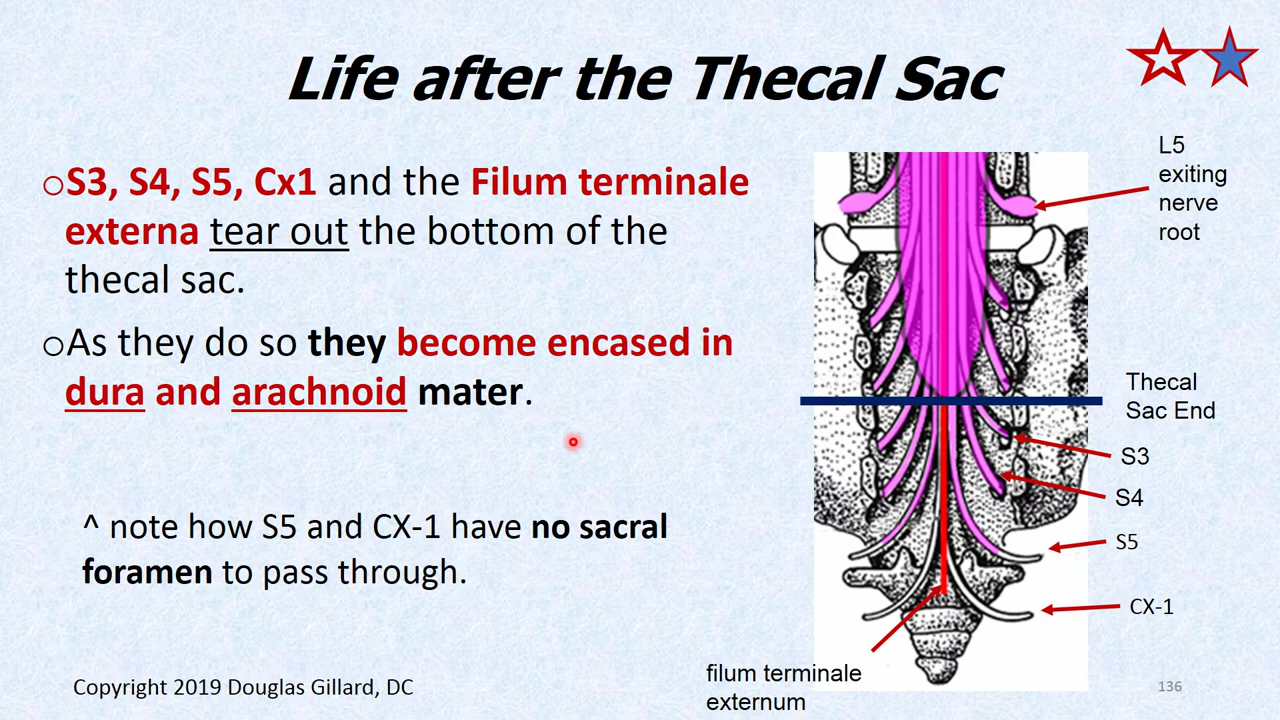 Life after the Thecal Sac
oS3, S4, S5, Cx1 and the Filum terminale
externa tear out the bottom of the
thecal sac.
oAs they do so they become encased in
dura and arachnoid mater.
^ note how S5 and CX-1 have no sacral
foramen to pass through.
L5
exiting
nerve
root
Thecal
Sac End
S3
S4
S5
CX-1
filum terminale
externum
Copyright 2019 Douglas Gillard, DC
136